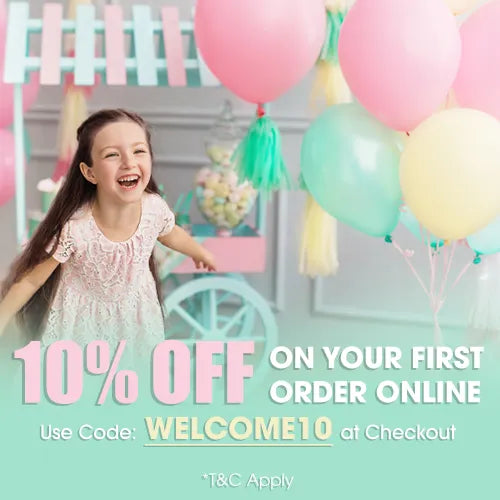 10% OFF ON YOUR FIRST
ORDER ONLINE
Use Code: WELCOME10 at Checkout
*T&C Apply